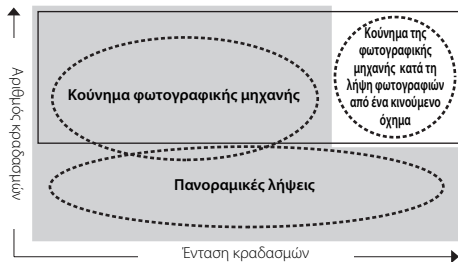 Αριθμός κραδασμών
Κούνημα φωτογραφικής μηχανής
Κούνημα της
φωτογραφικής
μηχανής κατά τη
λήψη φωτογραφιών
από ένα κινούμενο
όχημα
Πανοραμικές λήψεις
Ένταση κραδασμών